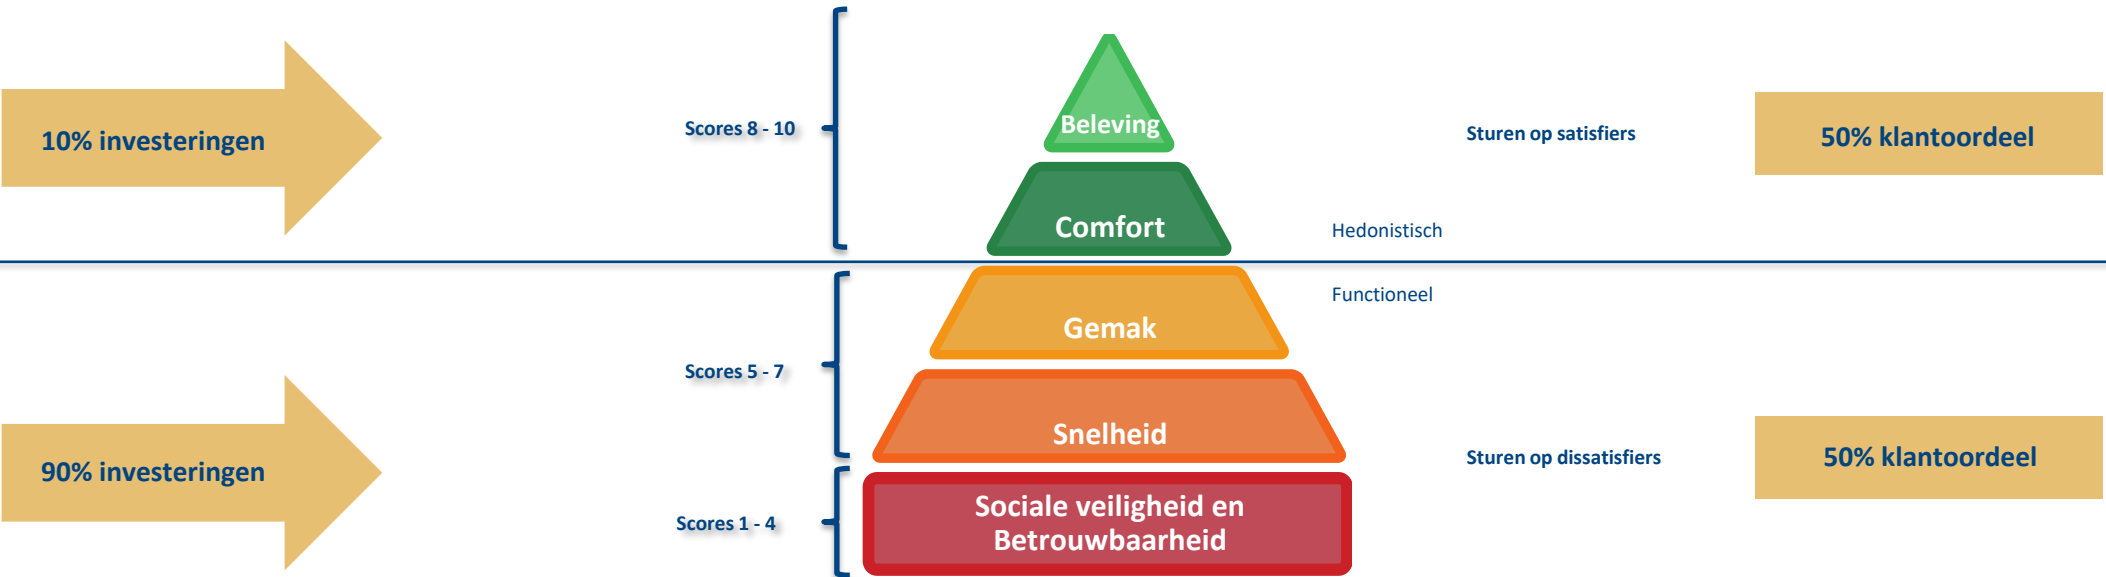 10% investeringen
Scores 8 - 10
Beleving
Sturen op satisfiers
50% klantoordeel
Comfort
Hedonistisch
Functioneel
Gemak
Scores 5 - 7
Snelheid
90% investeringen
Sturen op dissatisfiers
50% klantoordeel
Scores 1 - 4
Sociale veiligheid en
Betrouwbaarheid